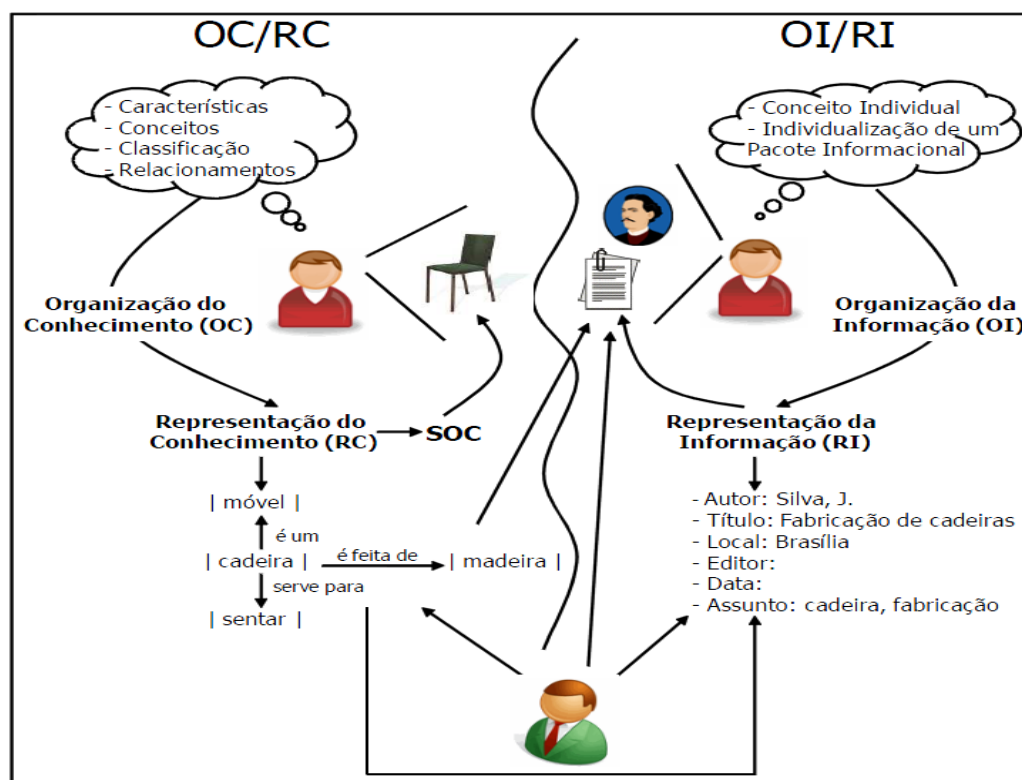 OC/RC
- Características
- Conceitos
- Classificação
- Relacionamentos
Organização do
Conhecimento (OC)
Representação do
Conhecimento (RC)
SOC
| móvel |
é um
| cadeira |
é feita de
| madeira |
serve para
| sentar |
OI/RI
- Conceito Individual
- Individualização de um
Pacote Informacional
Organização da
Informação (OI)
Representação da
Informação (RI)
- Autor: Silva, J.
- Título: Fabricação de cadeiras
- Local: Brasília
- Editor:
- Data:
- Assunto: cadeira, fabricação